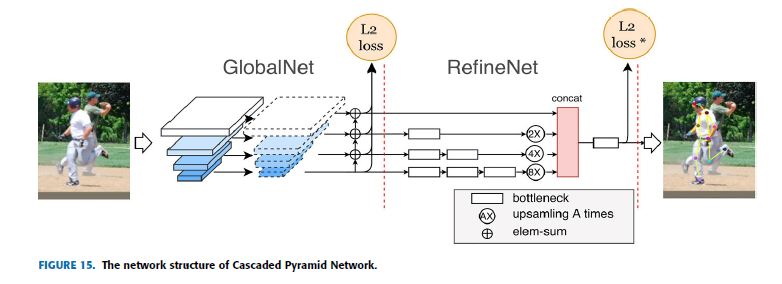 L2
loss
L2
loss *
GlobalNet
RefineNet
concat
2X
4X
8X
bottleneck
AX
upsamling A times
elem-sum
FIGURE 15. The network structure of Cascaded Pyramid Network.